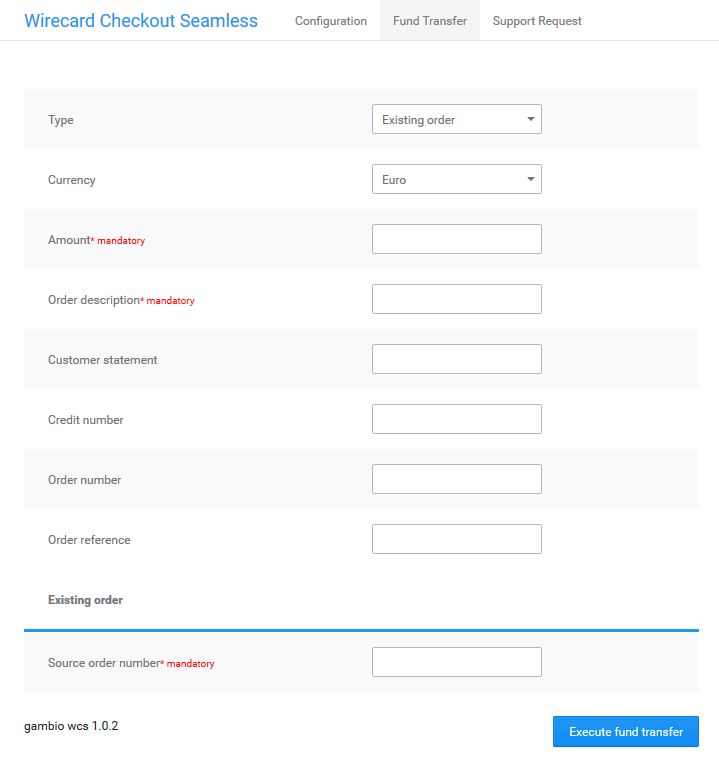 Wirecard Checkout Seamless Configuration Fund Transfer Support Request
Type Existing order
Currency Euro
Amount* mandatory
Order description* mandatory
Customer statement
Credit number
Order number
Order reference
Existing order
Source order number* mandatory
gambio wcs 1.0.2
Execute fund transfer